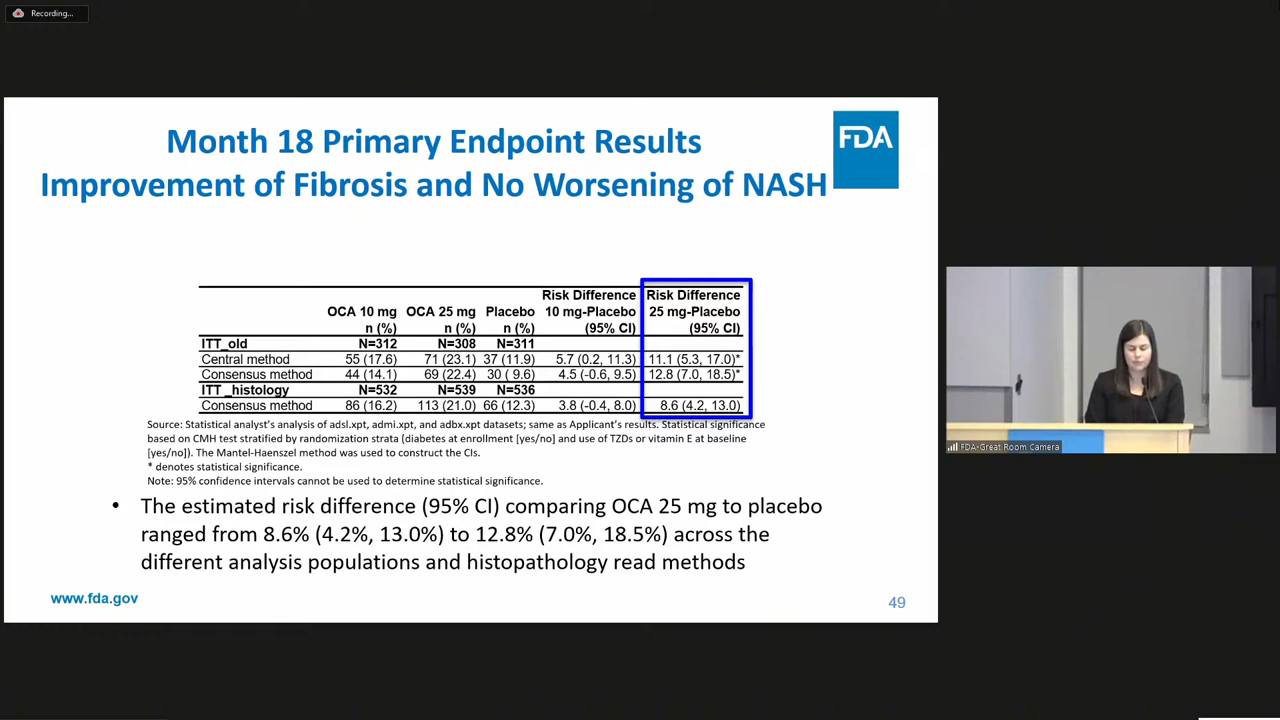 Recording...
Month 18 Primary Endpoint Results
Improvement of Fibrosis and No Worsening of NASH
FDA
Risk Difference Risk Difference
OCA 10 mg OCA 25 mg Placebo 10 mg-Placebo 25 mg-Placebo
n (%) n (%) n (%) (95% CI) (95% CI)
ITT_old N=312 N=308 N=311
Central method 55 (17.6) 71 (23.1) 37 (11.9) 5.7 (0.2, 11.3) 11.1 (5.3, 17.0)*
Consensus method 44 (14.1) 69 (22.4) 30 ( 9.6) 4.5 (-0.6, 9.5) 12.8 (7.0, 18.5)*
ITT _histology N=532 N=539 N=536
Consensus method 86 (16.2) 113 (21.0) 66 (12.3) 3.8 (-0.4, 8.0) 8.6 (4.2, 13.0)
Source: Statistical analyst's analysis of adsl.xpt, admi.xpt, and adbx.xpt datasets; same as Applicant's results. Statistical significance
based on CMH test stratified by randomization strata (diabetes at enrollment [yes/no] and use of TZDs or vitamin E at baseline
[yes/no]). The Mantel-Haenszel method was used to construct the CIs.
* denotes statistical significance.
Note: 95% confidence intervals cannot be used to determine statistical significance.
• The estimated risk difference (95% CI) comparing OCA 25 mg to placebo
ranged from 8.6% (4.2%, 13.0%) to 12.8% (7.0%, 18.5%) across the
different analysis populations and histopathology read methods
www.fda.gov
49
FDA-Great Room Camera